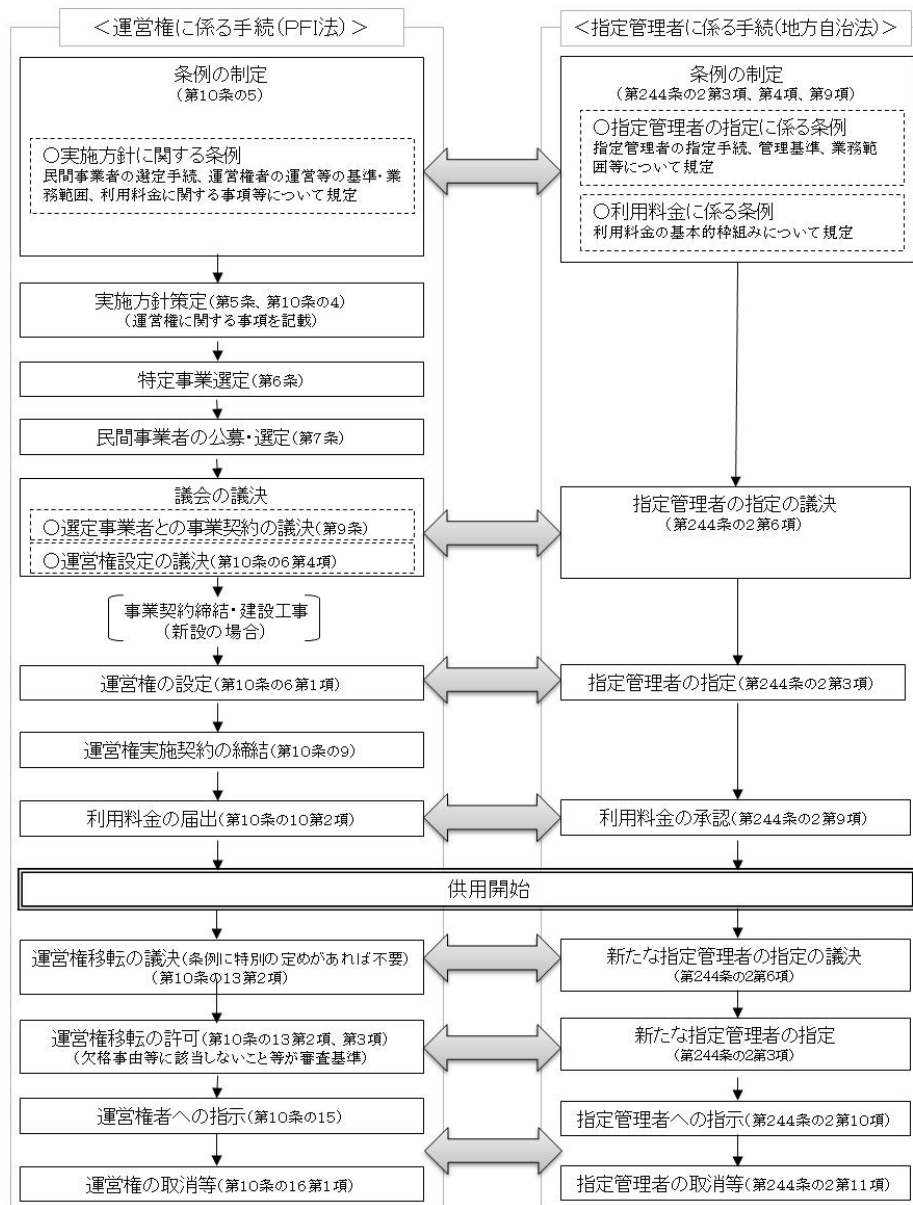 ＜運営権に係る手続(PFI法)＞
条例の制定
(第10条の5)
○実施方針に関する条例
民間事業者の選定手続、運営権者の運営等の基準・業
務範囲、利用料金に関する事項等について規定
実施方針策定(第5条、第10条の4)
(運営権に関する事項を記載)
特定事業選定(第6条)
民間事業者の公募・選定(第7条)
議会の議決
○選定事業者との事業契約の議決(第9条)
○運営権設定の議決(第10条の6第4項)
事業契約締結・建設工事
(新設の場合)
運営権の設定(第10条の6第1項)
運営権実施契約の締結(第10条の9)
利用料金の届出(第10条の10第2項)
＜指定管理者に係る手続(地方自治法)＞
条例の制定
(第244条の2第3項、第4項、第9項)
○指定管理者の指定に係る条例
指定管理者の指定手続、管理基準、業務範
囲等について規定
○利用料金に係る条例
利用料金の基本的枠組みについて規定
指定管理者の指定の議決
(第244条の2第6項)
指定管理者の指定(第244条の2第3項)
利用料金の承認(第244条の2第9項)
供用開始
運営権移転の議決(条例に特別の定めがあれば不要)
(第10条の13第2項)
運営権移転の許可(第10条の13第2項、第3項)
(欠格事由等に該当しないこと等が審査基準)
運営権者への指示(第10条の15)
運営権の取消等(第10条の16第1項)
新たな指定管理者の指定の議決
(第244条の2第6項)
新たな指定管理者の指定
(第244条の2第3項)
指定管理者への指示(第244条の2第10項)
指定管理者の取消等(第244条の2第11項)